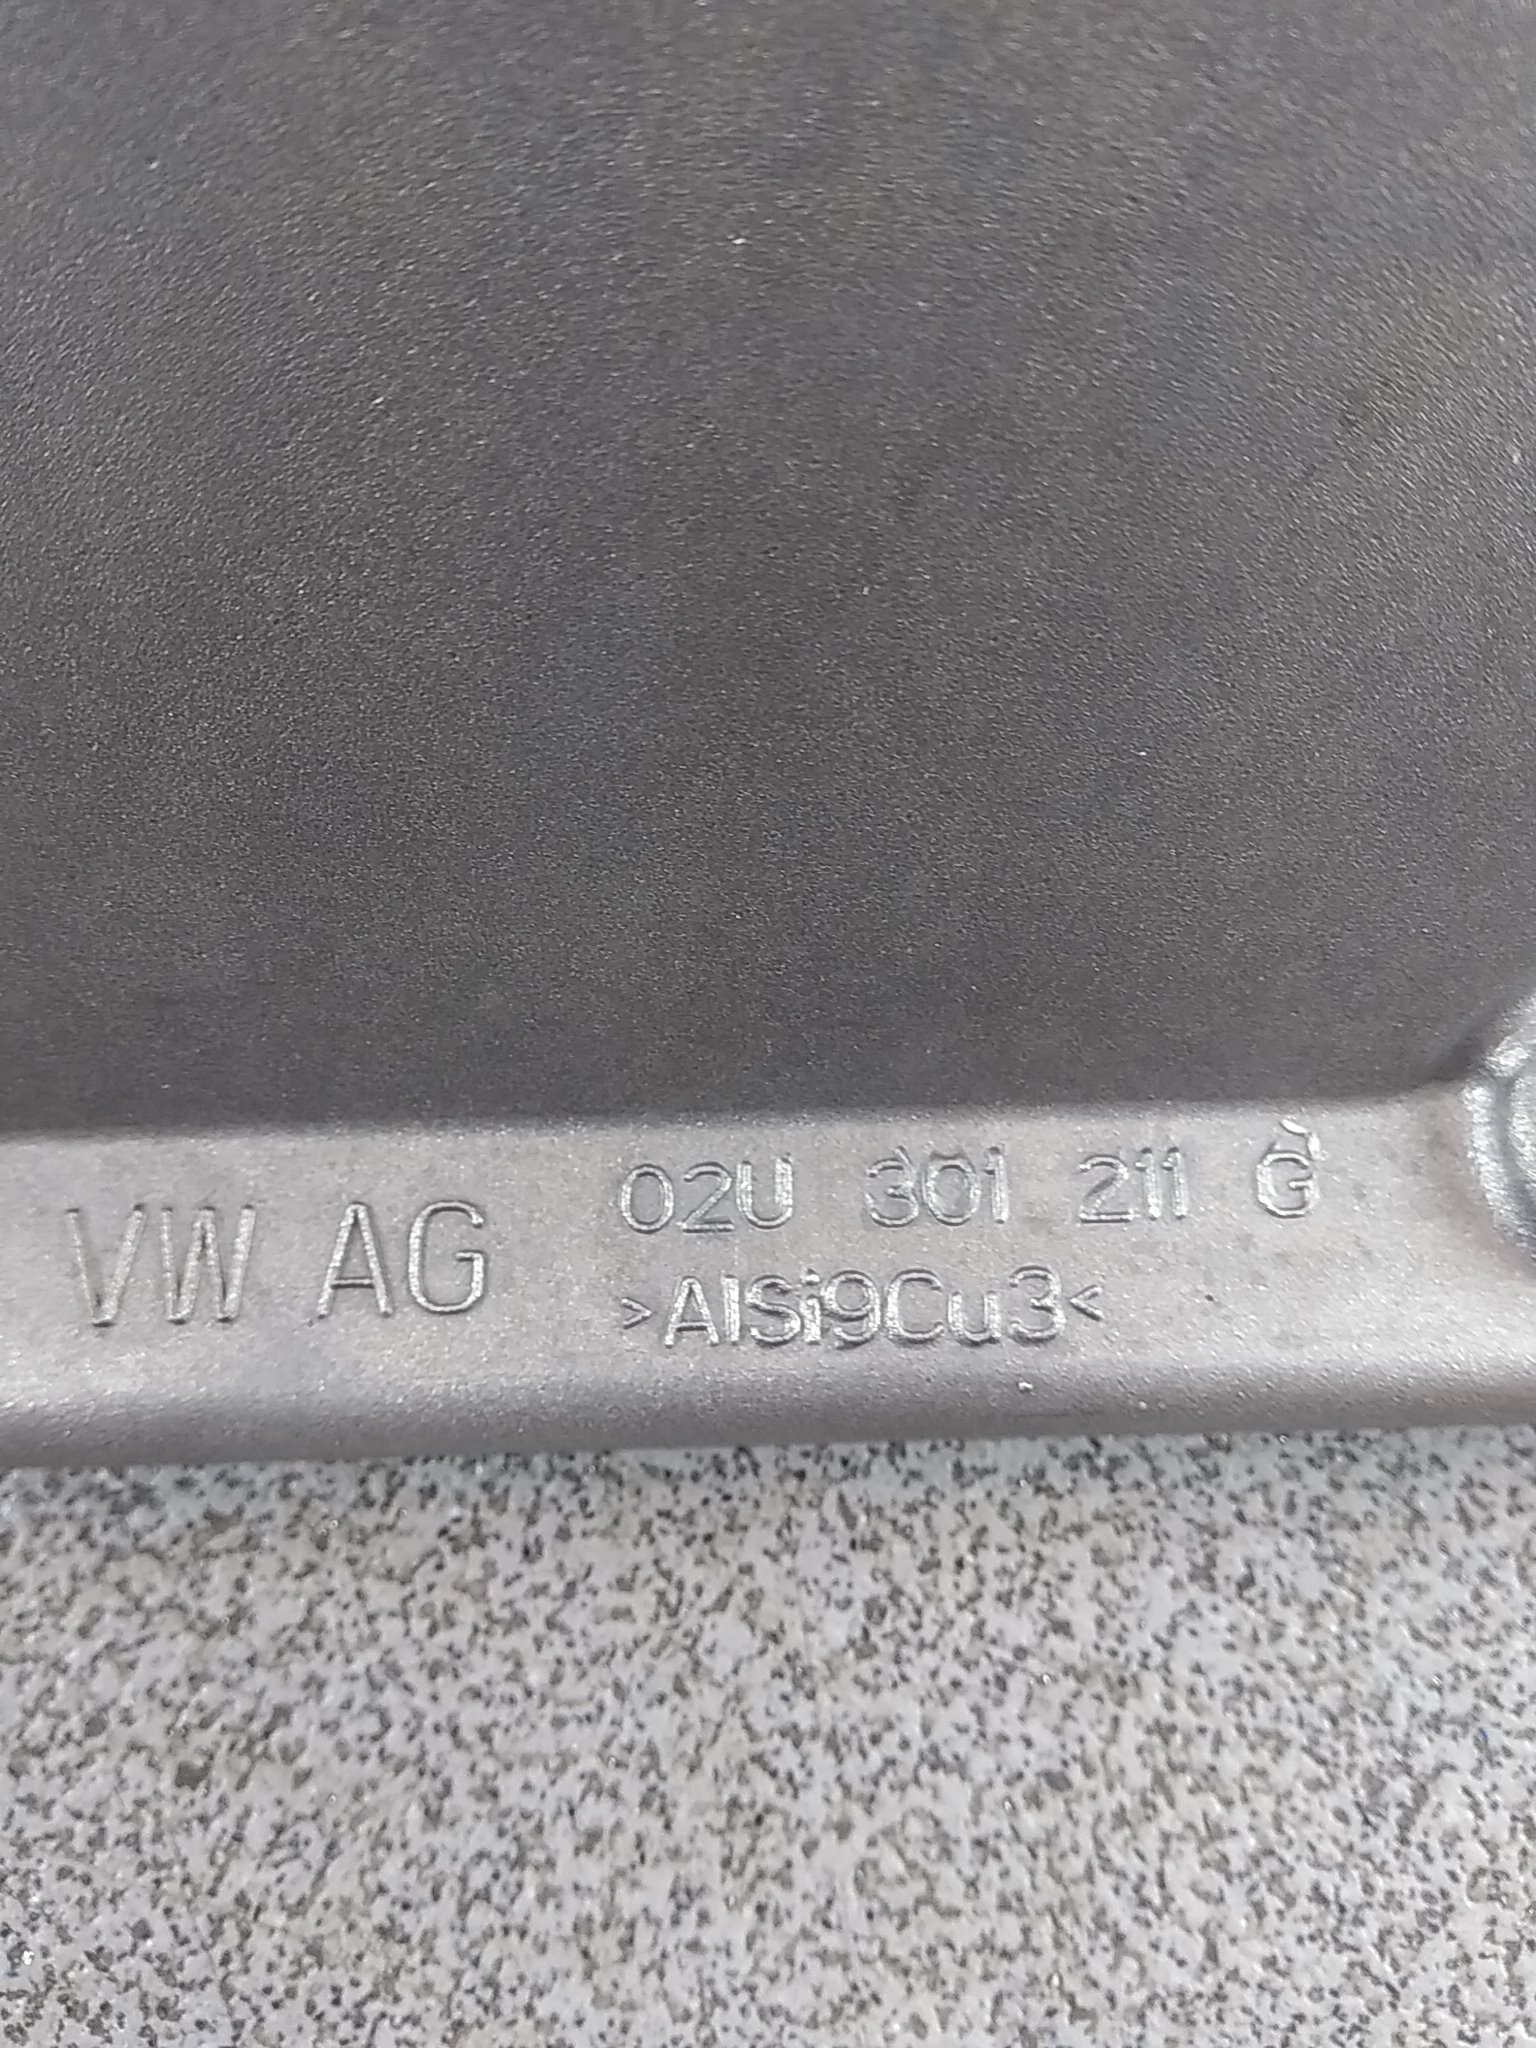 VW AG
02U 301 211 G
>AlSi9Cu3<